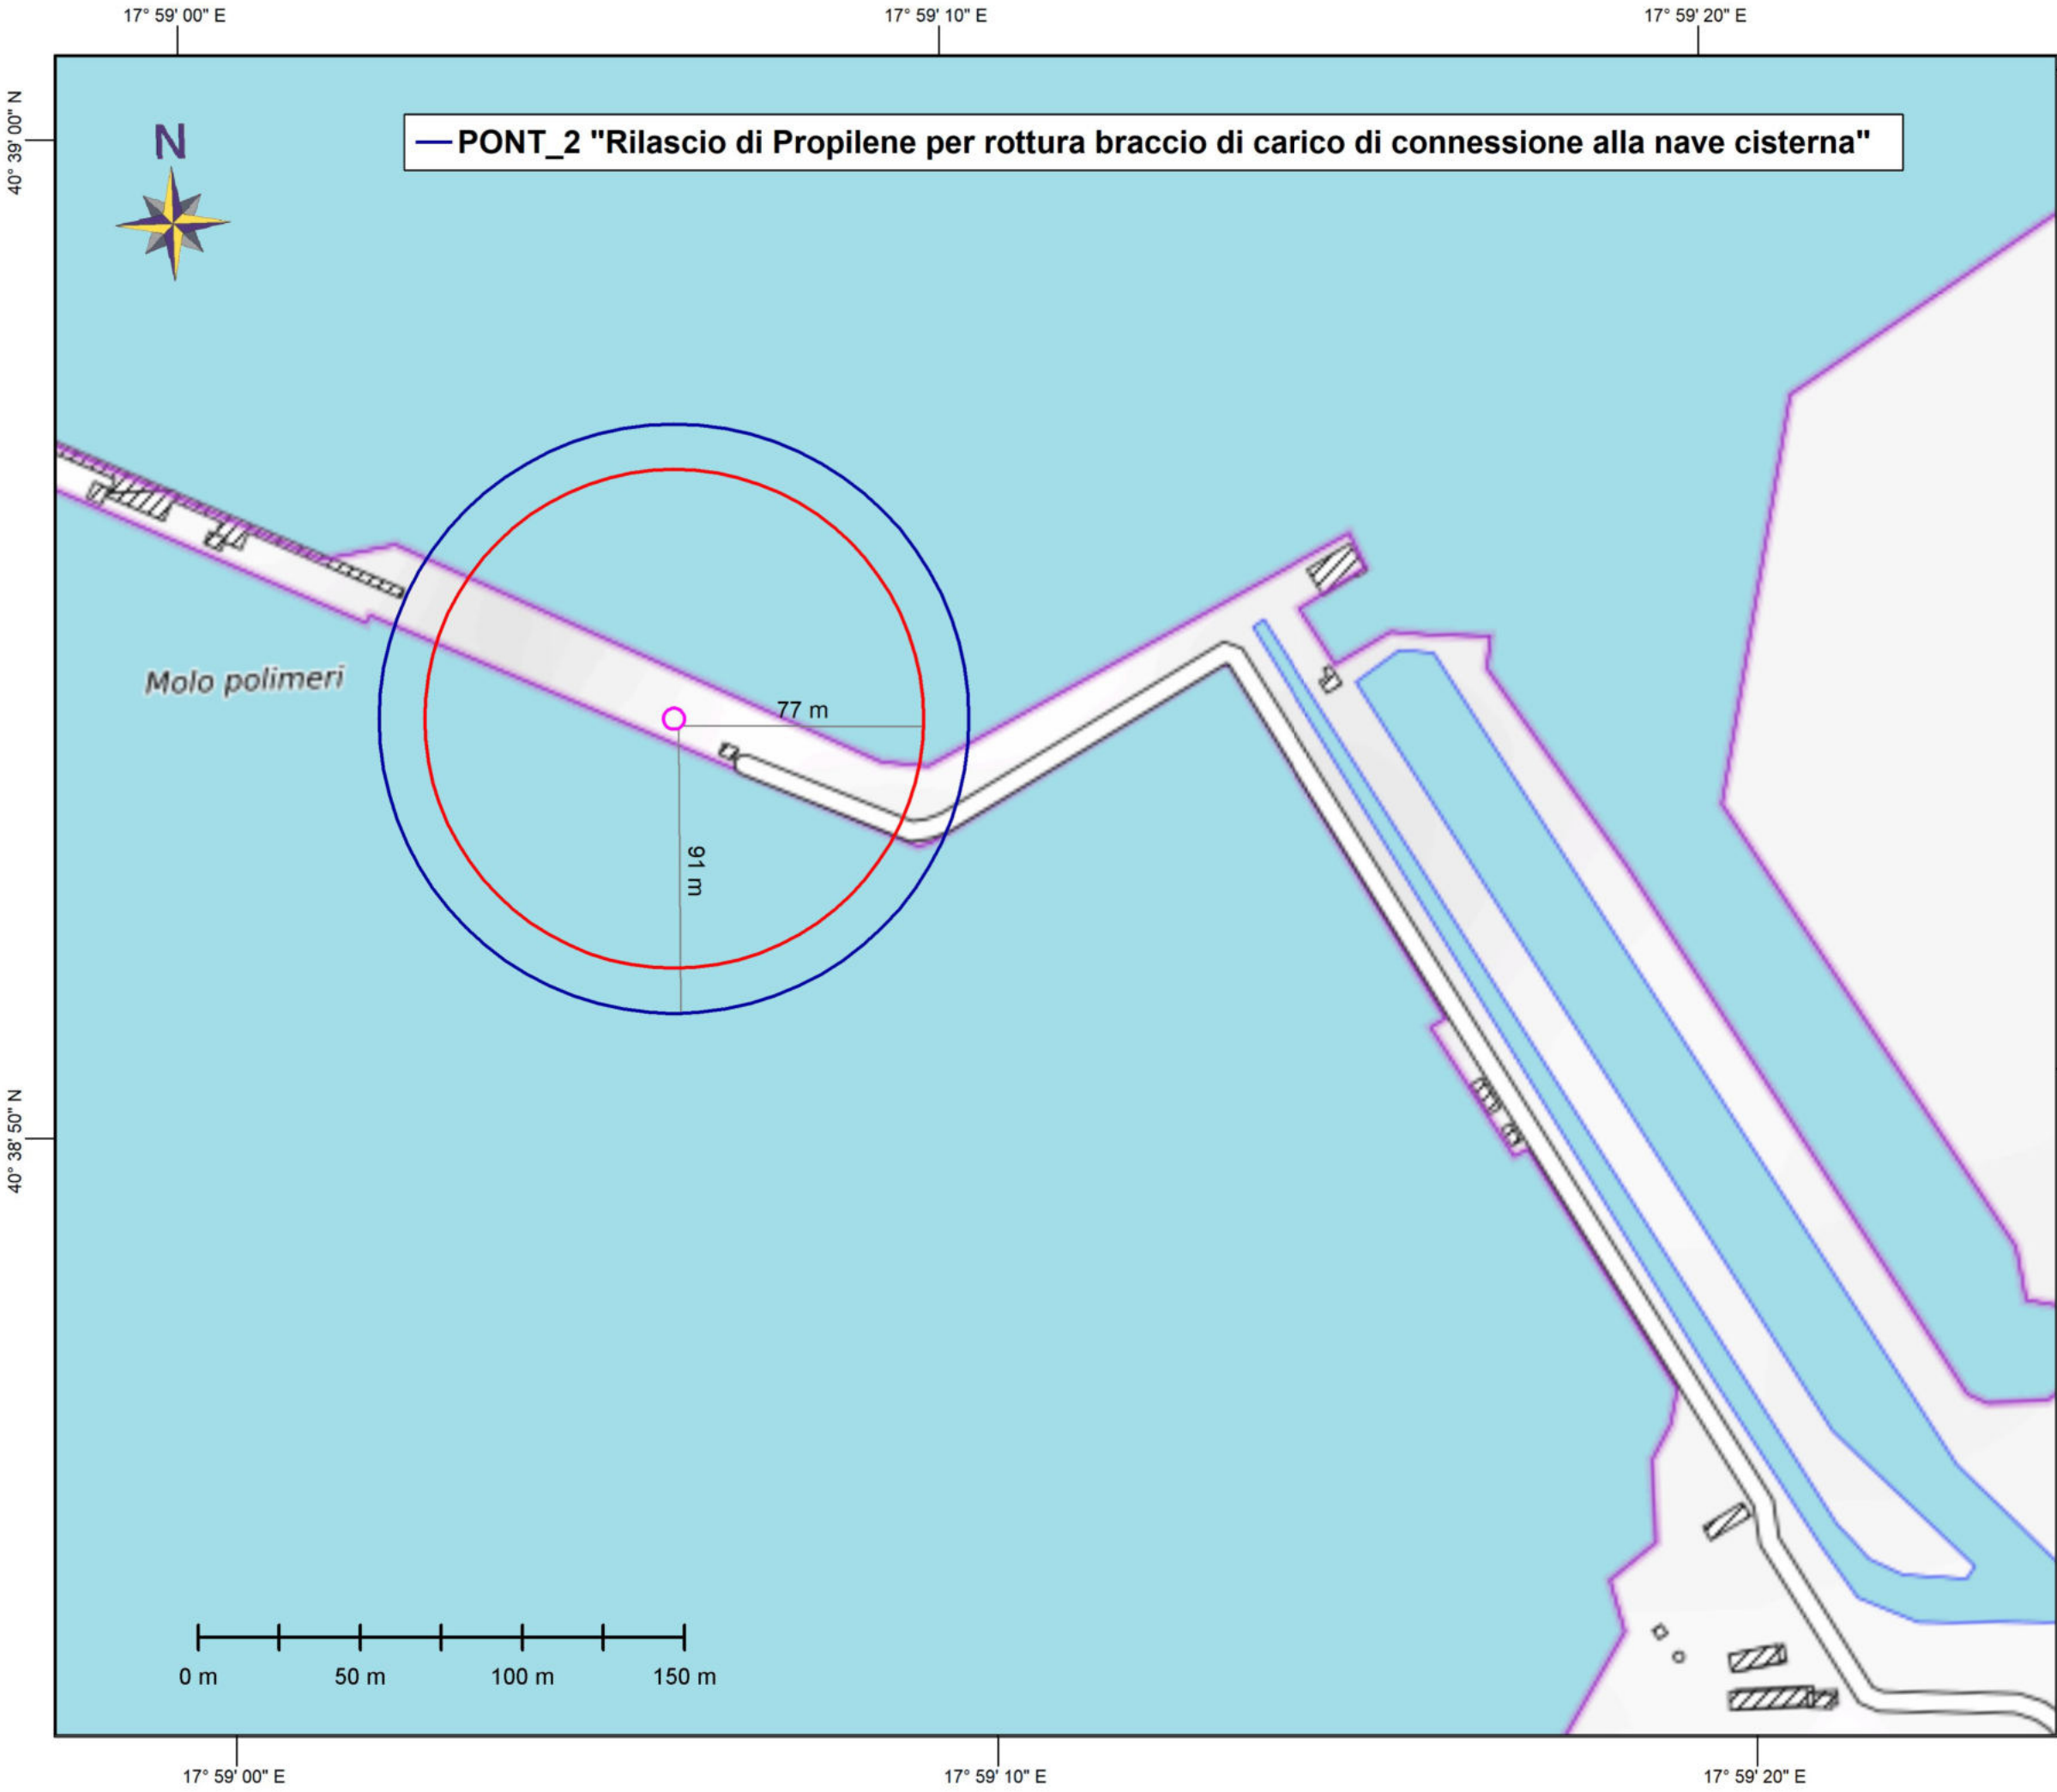 17° 59' 00" E
17° 59' 10" E
17° 59' 20" E
40° 39' 00" N
N
PONT_2 "Rilascio di Propilene per rottura braccio di carico di connessione alla nave cisterna"
Molo polimeri
77 m
91 m
40° 38' 50" N
0 m
50 m
100 m
150 m
17° 59' 00" E
17° 59' 10" E
17° 59' 20" E